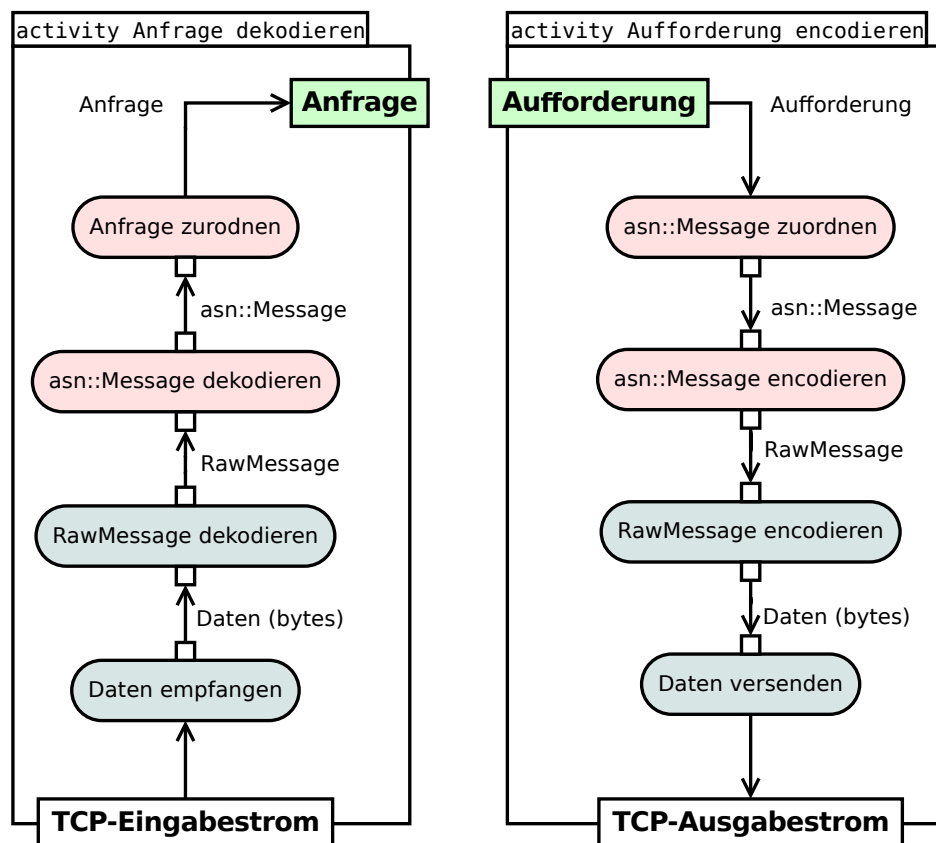 activity Anfrage dekodieren
Anfrage
Anfrage
Anfrage zurodnen
asn::Message
asn::Message dekodieren
RawMessage
RawMessage dekodieren
Daten (bytes)
Daten empfangen
TCP-Eingabestrom
activity Aufforderung encodieren
Aufforderung
Aufforderung
asn::Message zuordnen
asn::Message
asn::Message encodieren
RawMessage
RawMessage encodieren
Daten (bytes)
Daten versenden
TCP-Ausgabestrom